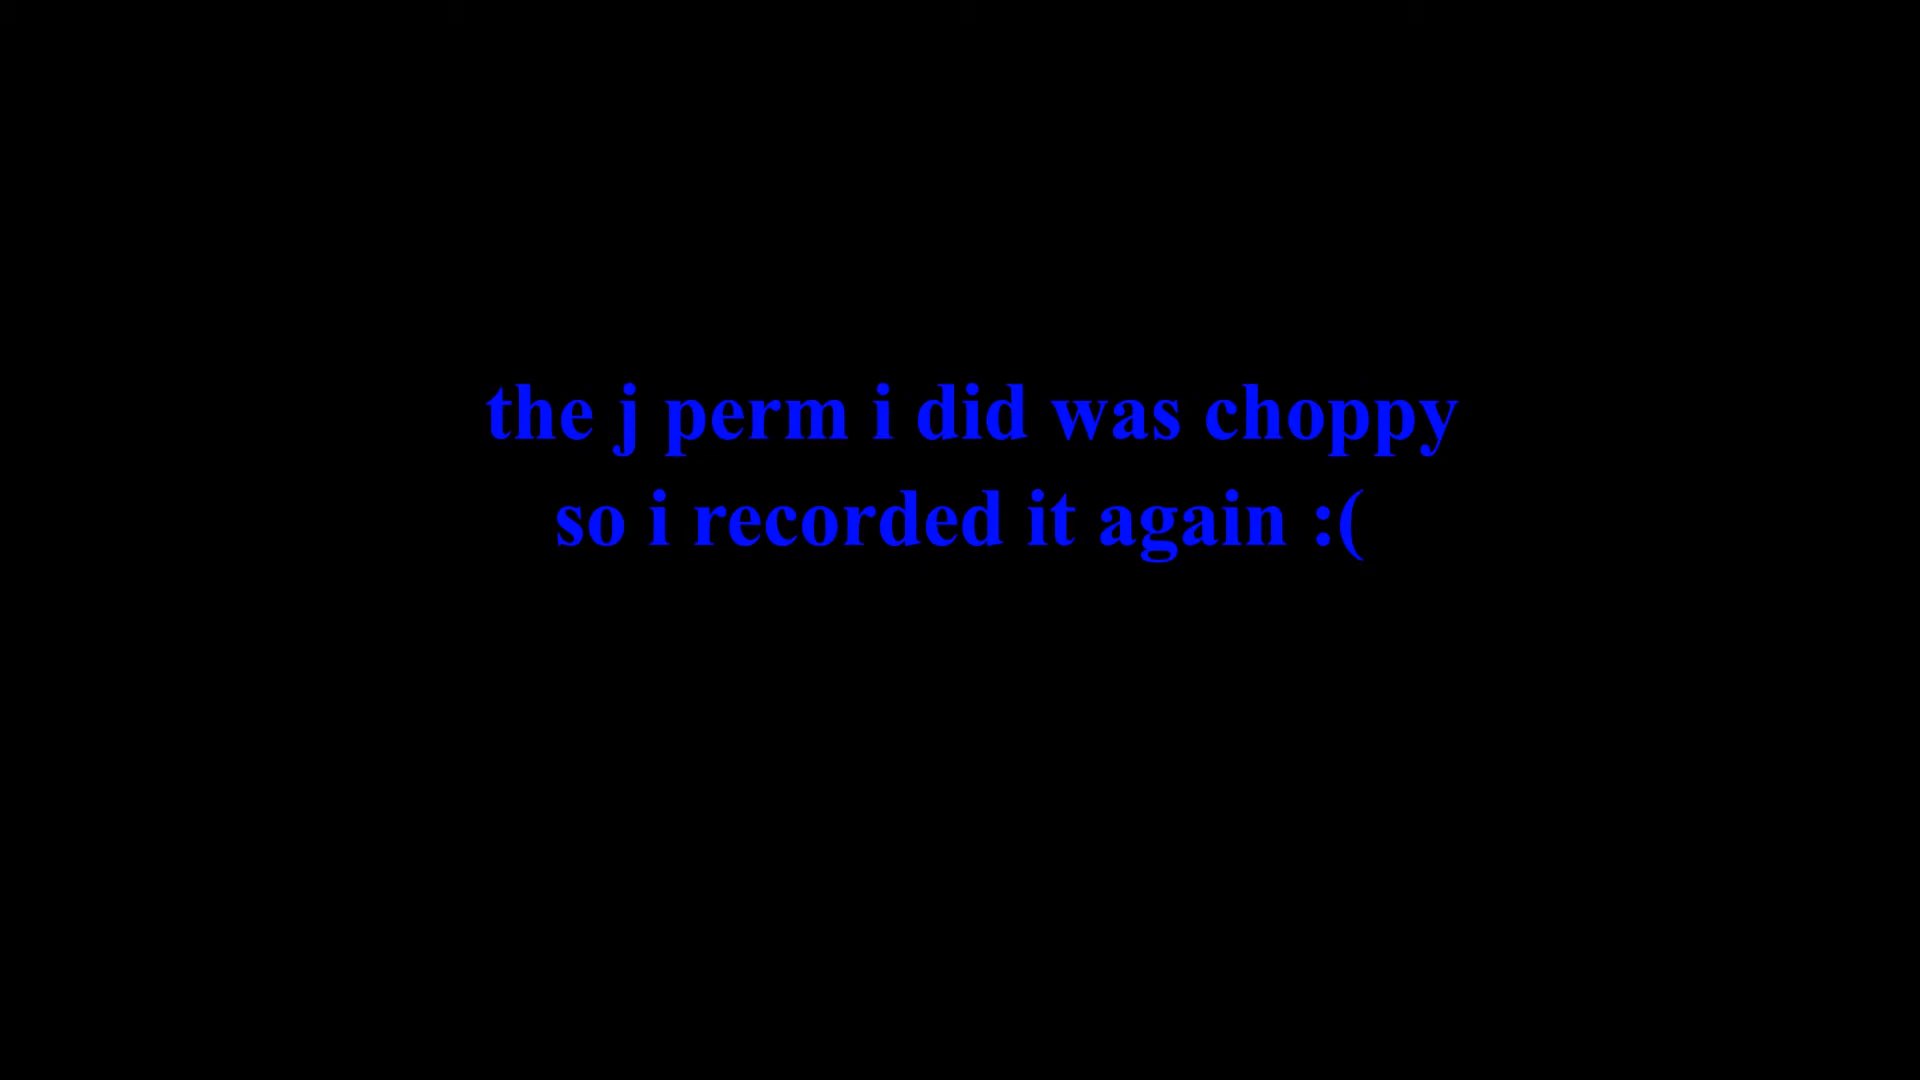 the j perm i did was choppy
so i recorded it again :(